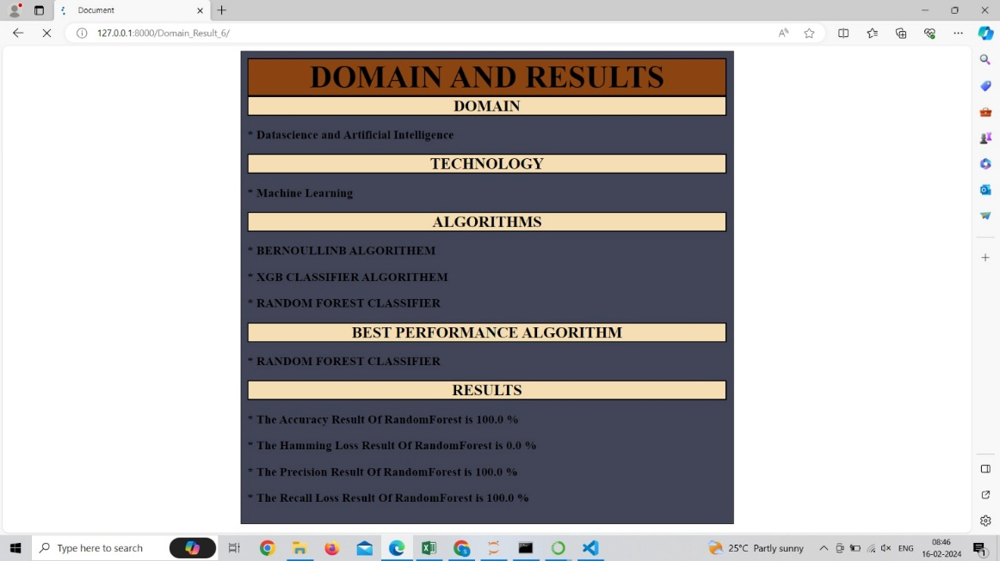 Document
127.0.0.1:8000/Domain_Result_6/
DOMAIN AND RESULTS
DOMAIN
* Datascience and Artificial Intelligence
TECHNOLOGY
* Machine Learning
ALGORITHMS
* BERNOULLINB ALGORITHEM
* XGB CLASSIFIER ALGORITHEM
* RANDOM FOREST CLASSIFIER
BEST PERFORMANCE ALGORITHM
* RANDOM FOREST CLASSIFIER
RESULTS
* The Accuracy Result Of RandomForest is 100.0 %
* The Hamming Loss Result Of RandomForest is 0.0 %
* The Precision Result Of RandomForest is 100.0 %
* The Recall Loss Result Of RandomForest is 100.0 %
Type here to search
25°C Partly sunny
ENG
08:46
16-02-2024
1